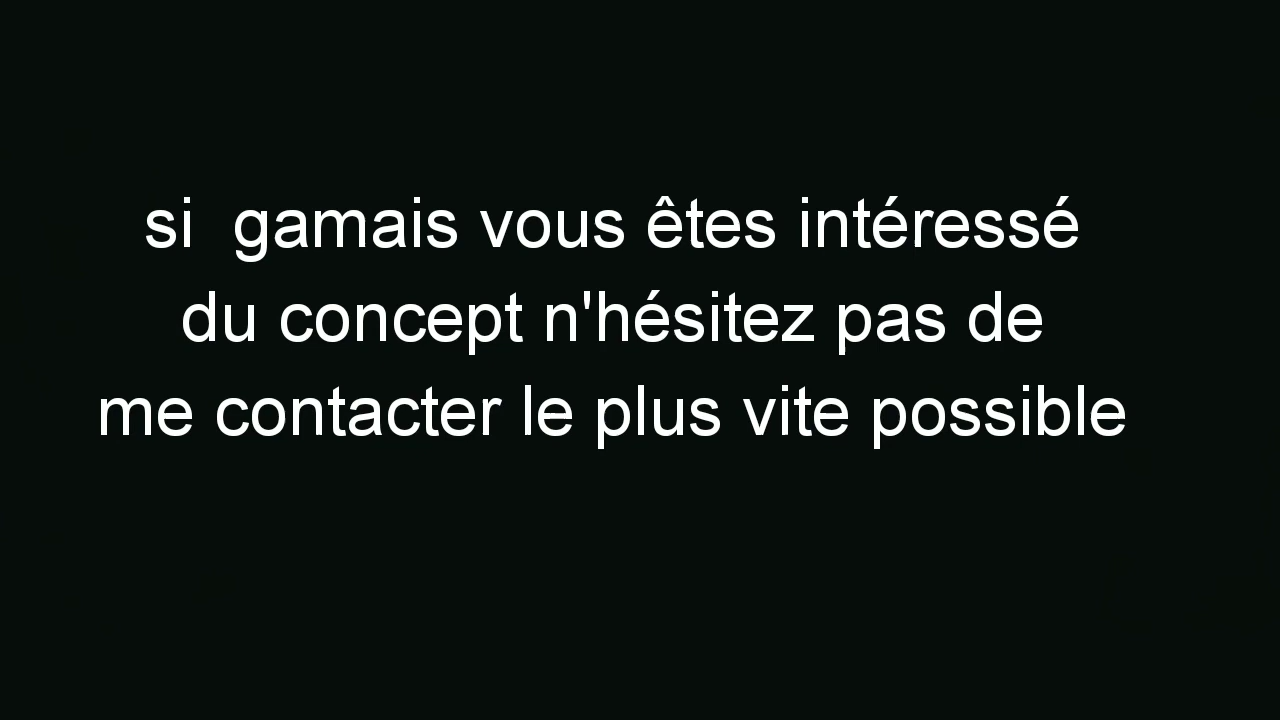 si  gamais vous êtes intéressé
du concept n'hésitez pas de
me contacter le plus vite possible